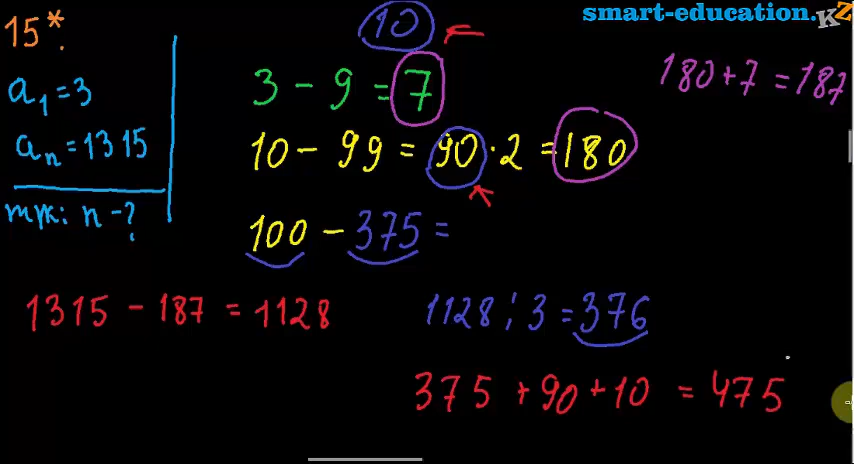 smart-education.KZ
15*.
10
a₁ = 3
3 - 9 = 7
180 + 7 = 187
aₙ = 1315
10 - 99 = 90 · 2 = 180
тж: n - ?
100 - 375 =
1315 - 187 = 1128
1128 : 3 = 376
375 + 90 + 10 = 475